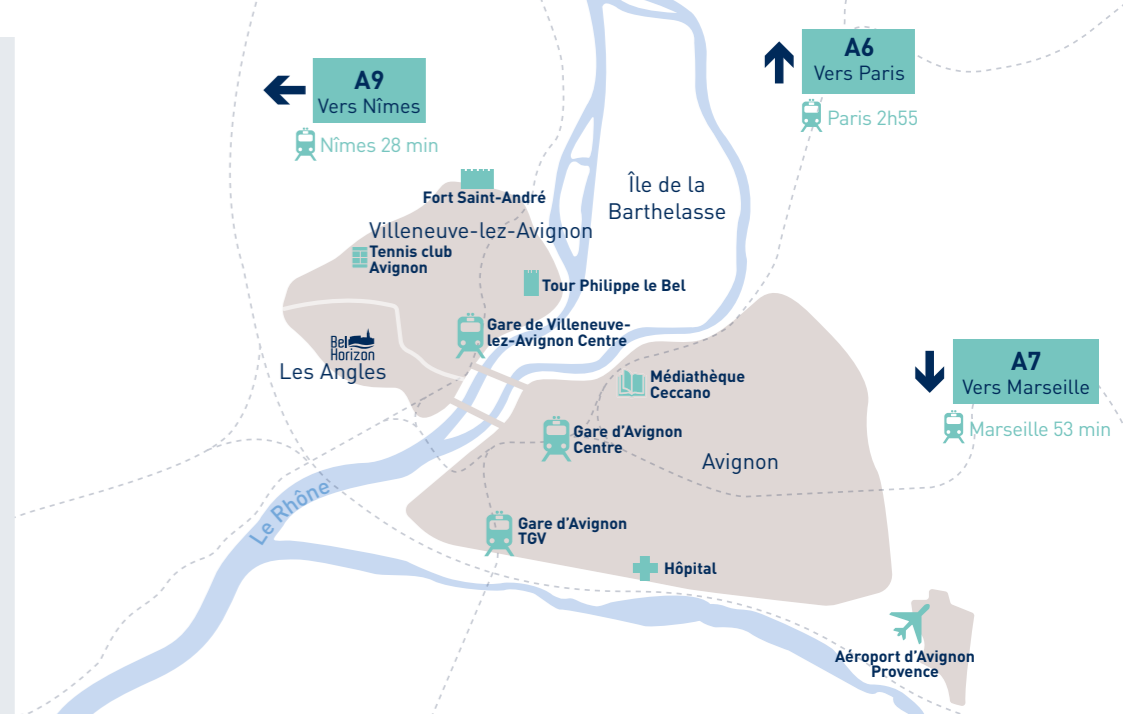 A9
Vers Nîmes
Nîmes 28 min
A6
Vers Paris
Paris 2h55
Île de la
Barthelasse
Fort Saint-André
Villeneuve-lez-Avignon
Tennis club
Avignon
Tour Philippe le Bel
Gare de Villeneuve-
lez-Avignon Centre
Bel
Horizon
Les Angles
Médiathèque
Ceccano
A7
Vers Marseille
Marseille 53 min
Gare d'Avignon
Centre
Avignon
Le Rhône
Gare d'Avignon
TGV
Hôpital
Aéroport d'Avignon
Provence